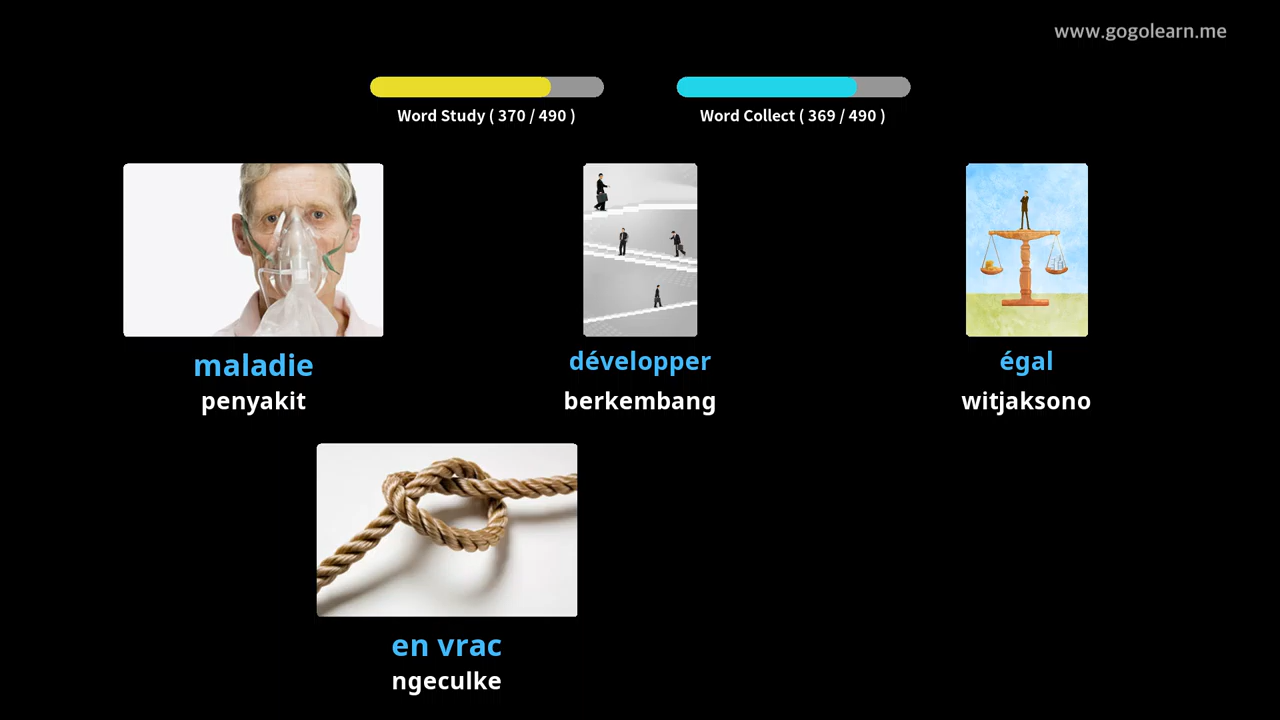 www.gogolearn.me
Word Study ( 370 / 490 )
Word Collect ( 369 / 490 )
maladie
penyakit
développer
berkembang
égal
witjaksono
en vrac
ngeculke